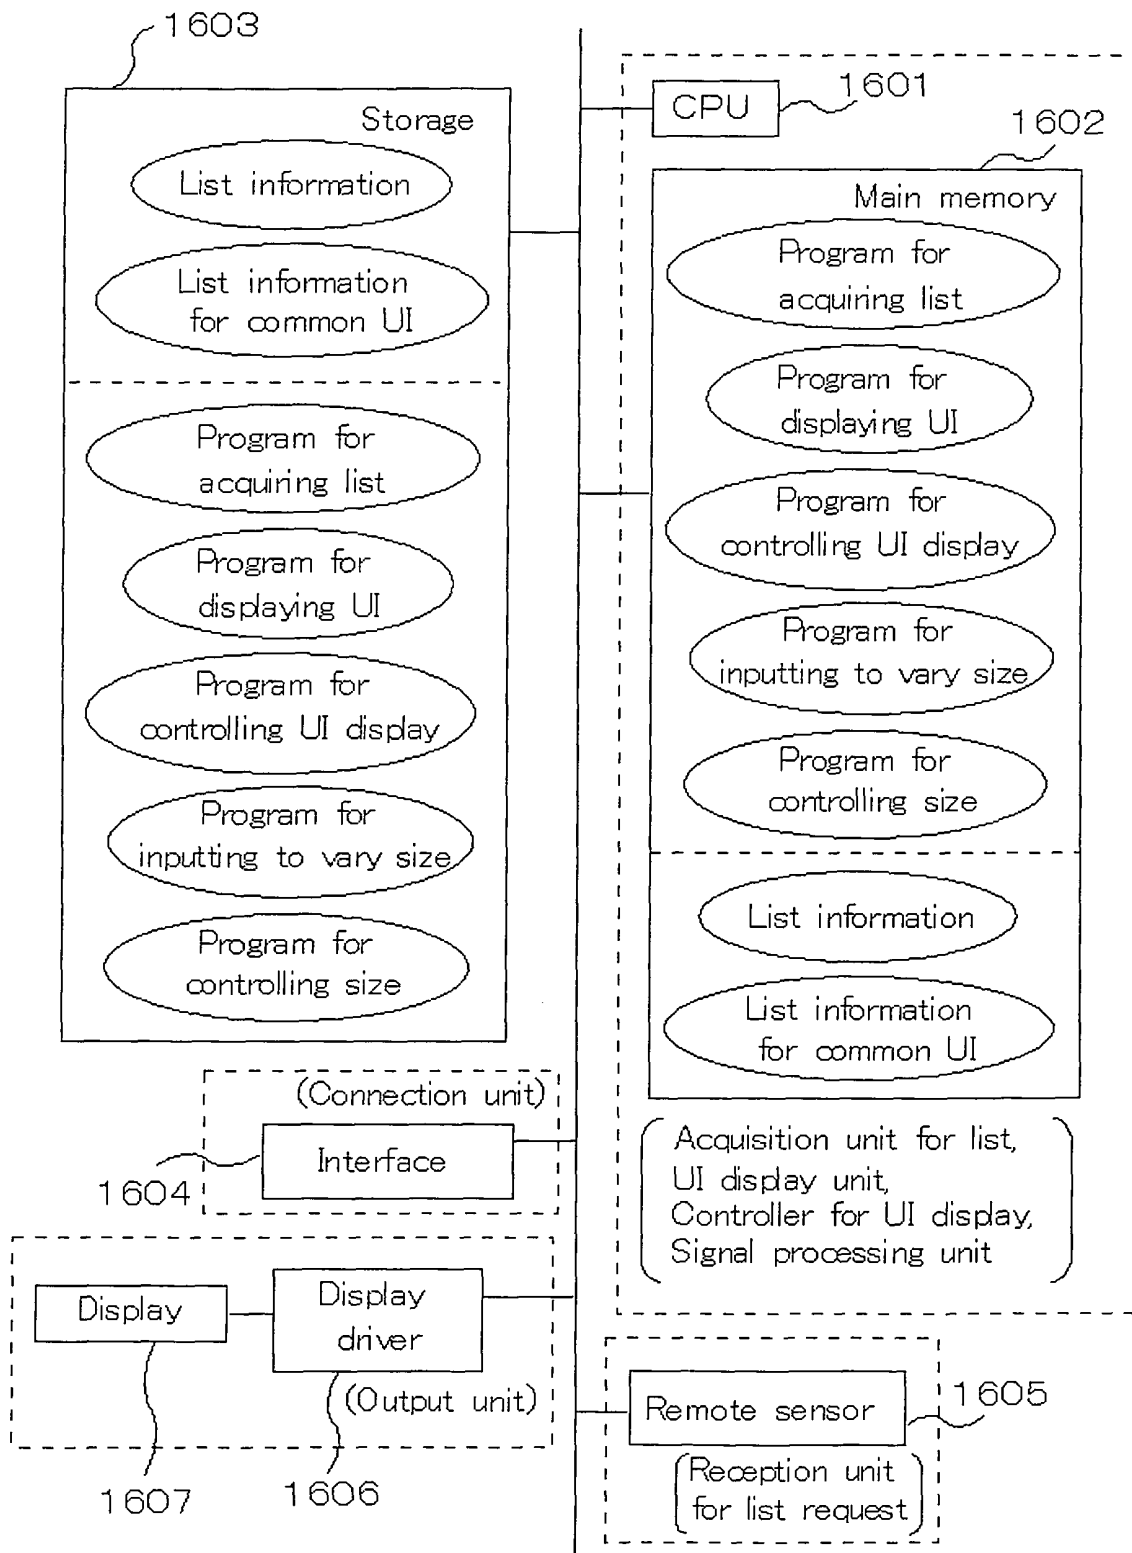 1603
Storage
List information
List information
for common UI
Program for
acquiring list
Program for
displaying UI
Program for
controlling UI display
Program for
inputting to vary size
Program for
controlling size
CPU
1601
1602
Main memory
Program for
acquiring list
Program for
displaying UI
Program for
controlling UI display
Program for
inputting to vary size
Program for
controlling size
List information
List information
for common UI
Acquisition unit for list,
UI display unit,
Controller for UI display,
Signal processing unit
(Connection unit)
Interface
1604
Display
Display
driver
(Output unit)
1607
1606
Remote sensor
1605
(Reception unit
for list request)